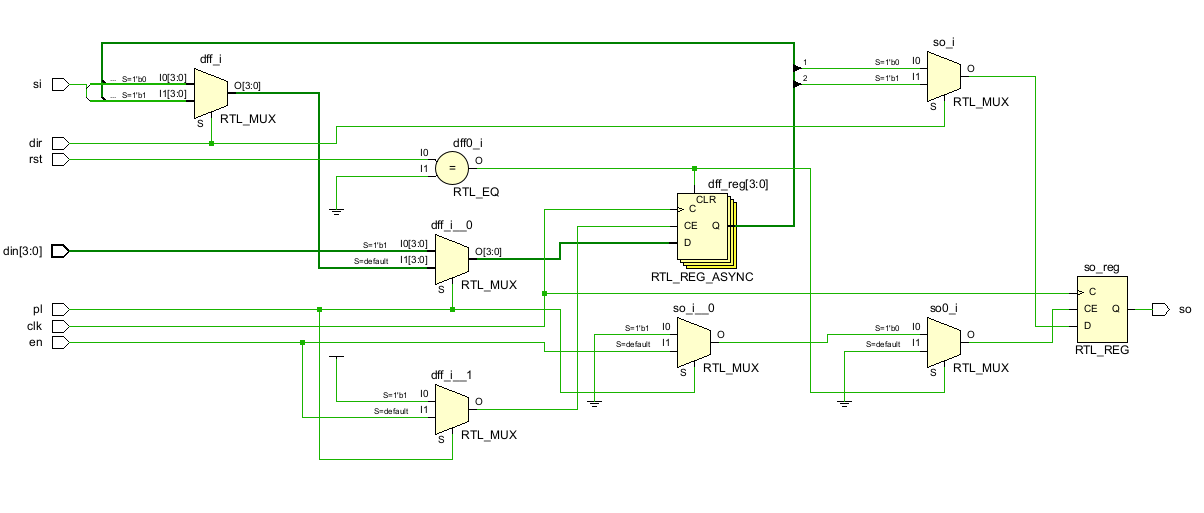 so_i
dff_i
1
I0
S=1'b0
O
... S=1'b0
I0[3:0]
2
I1
S=1'b1
si
O[3:0]
... S=1'b1
I1[3:0]
S
RTL_MUX
S
RTL_MUX
dir
dff0_i
rst
I0
O
I1
=
RTL_EQ
dff_reg[3:0]
CLR
C
dff_i__0
CE
Q
I0[3:0]
S=1'b1
D
din[3:0]
O[3:0]
S=default
I1[3:0]
so_reg
RTL_REG_ASYNC
S
RTL_MUX
C
pl
so_i__0
so0_i
CE
Q
so
clk
S=1'b1
I0
S=1'b0
I0
D
en
O
O
S=default
I1
S=default
I1
RTL_REG
S
RTL_MUX
S
RTL_MUX
dff_i__1
S=1'b1
I0
O
S=default
I1
S
RTL_MUX